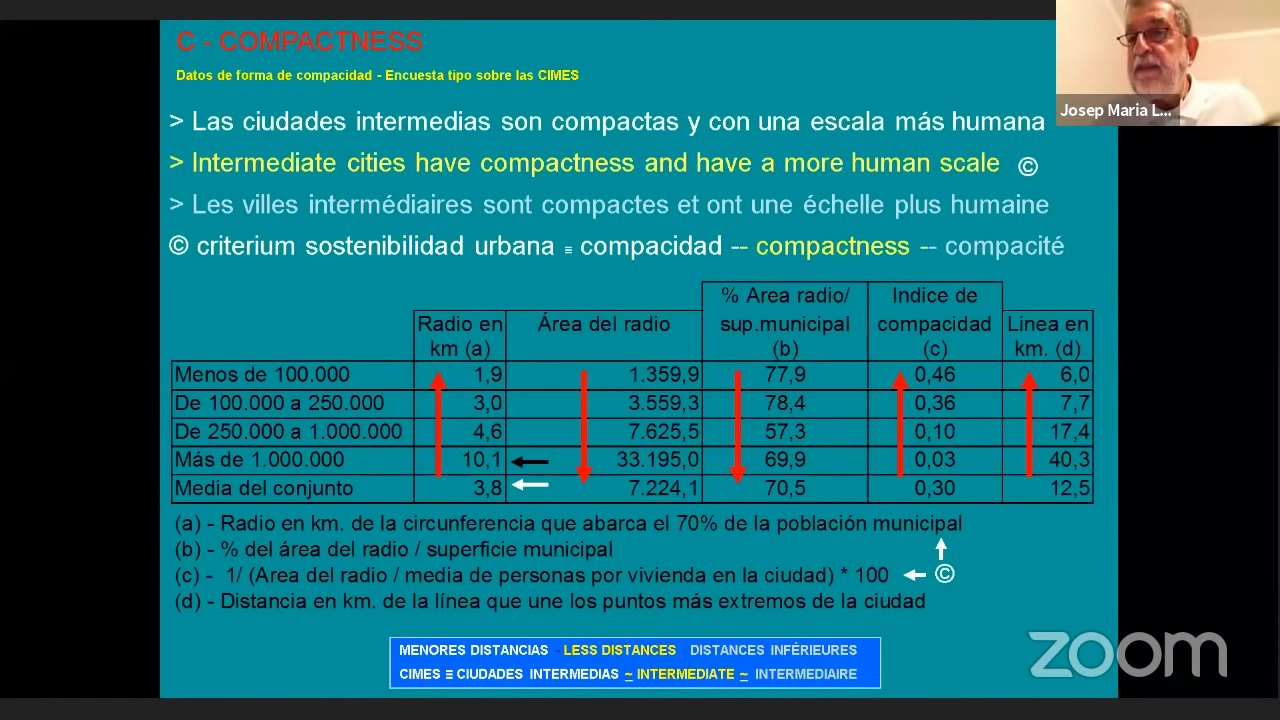 C - COMPACTNESS
Datos de forma de compacidad - Encuesta tipo sobre las CIMES
> Las ciudades intermedias son compactas y con una escala más humana
> Intermediate cities have compactness and have a more human scale ©
> Les villes intermédiaires sont compactes et ont une échelle plus humaine
© criterium sostenibilidad urbana ≡ compacidad -- compactness -- compacité
Radio en km (a) Área del radio % Area radio/ sup.municipal (b) Indice de compacidad (c) Linea en km. (d)
Menos de 100.000 1,9 1.359,9 77,9 0,46 6,0
De 100.000 a 250.000 3,0 3.559,3 78,4 0,36 7,7
De 250.000 a 1.000.000 4,6 7.625,5 57,3 0,10 17,4
Más de 1.000.000 10,1 33.195,0 69,9 0,03 40,3
Media del conjunto 3,8 7.224,1 70,5 0,30 12,5
(a) - Radio en km. de la circunferencia que abarca el 70% de la población municipal
(b) - % del área del radio / superficie municipal
(c) - 1/ (Area del radio / media de personas por vivienda en la ciudad) * 100 ©
(d) - Distancia en km. de la línea que une los puntos más extremos de la ciudad
MENORES DISTANCIAS - LESS DISTANCES DISTANCES INFÉRIEURES
CIMES ≡ CIUDADES INTERMEDIAS ~ INTERMEDIATE ~ INTERMEDIAIRE
Josep Maria L...
zoom